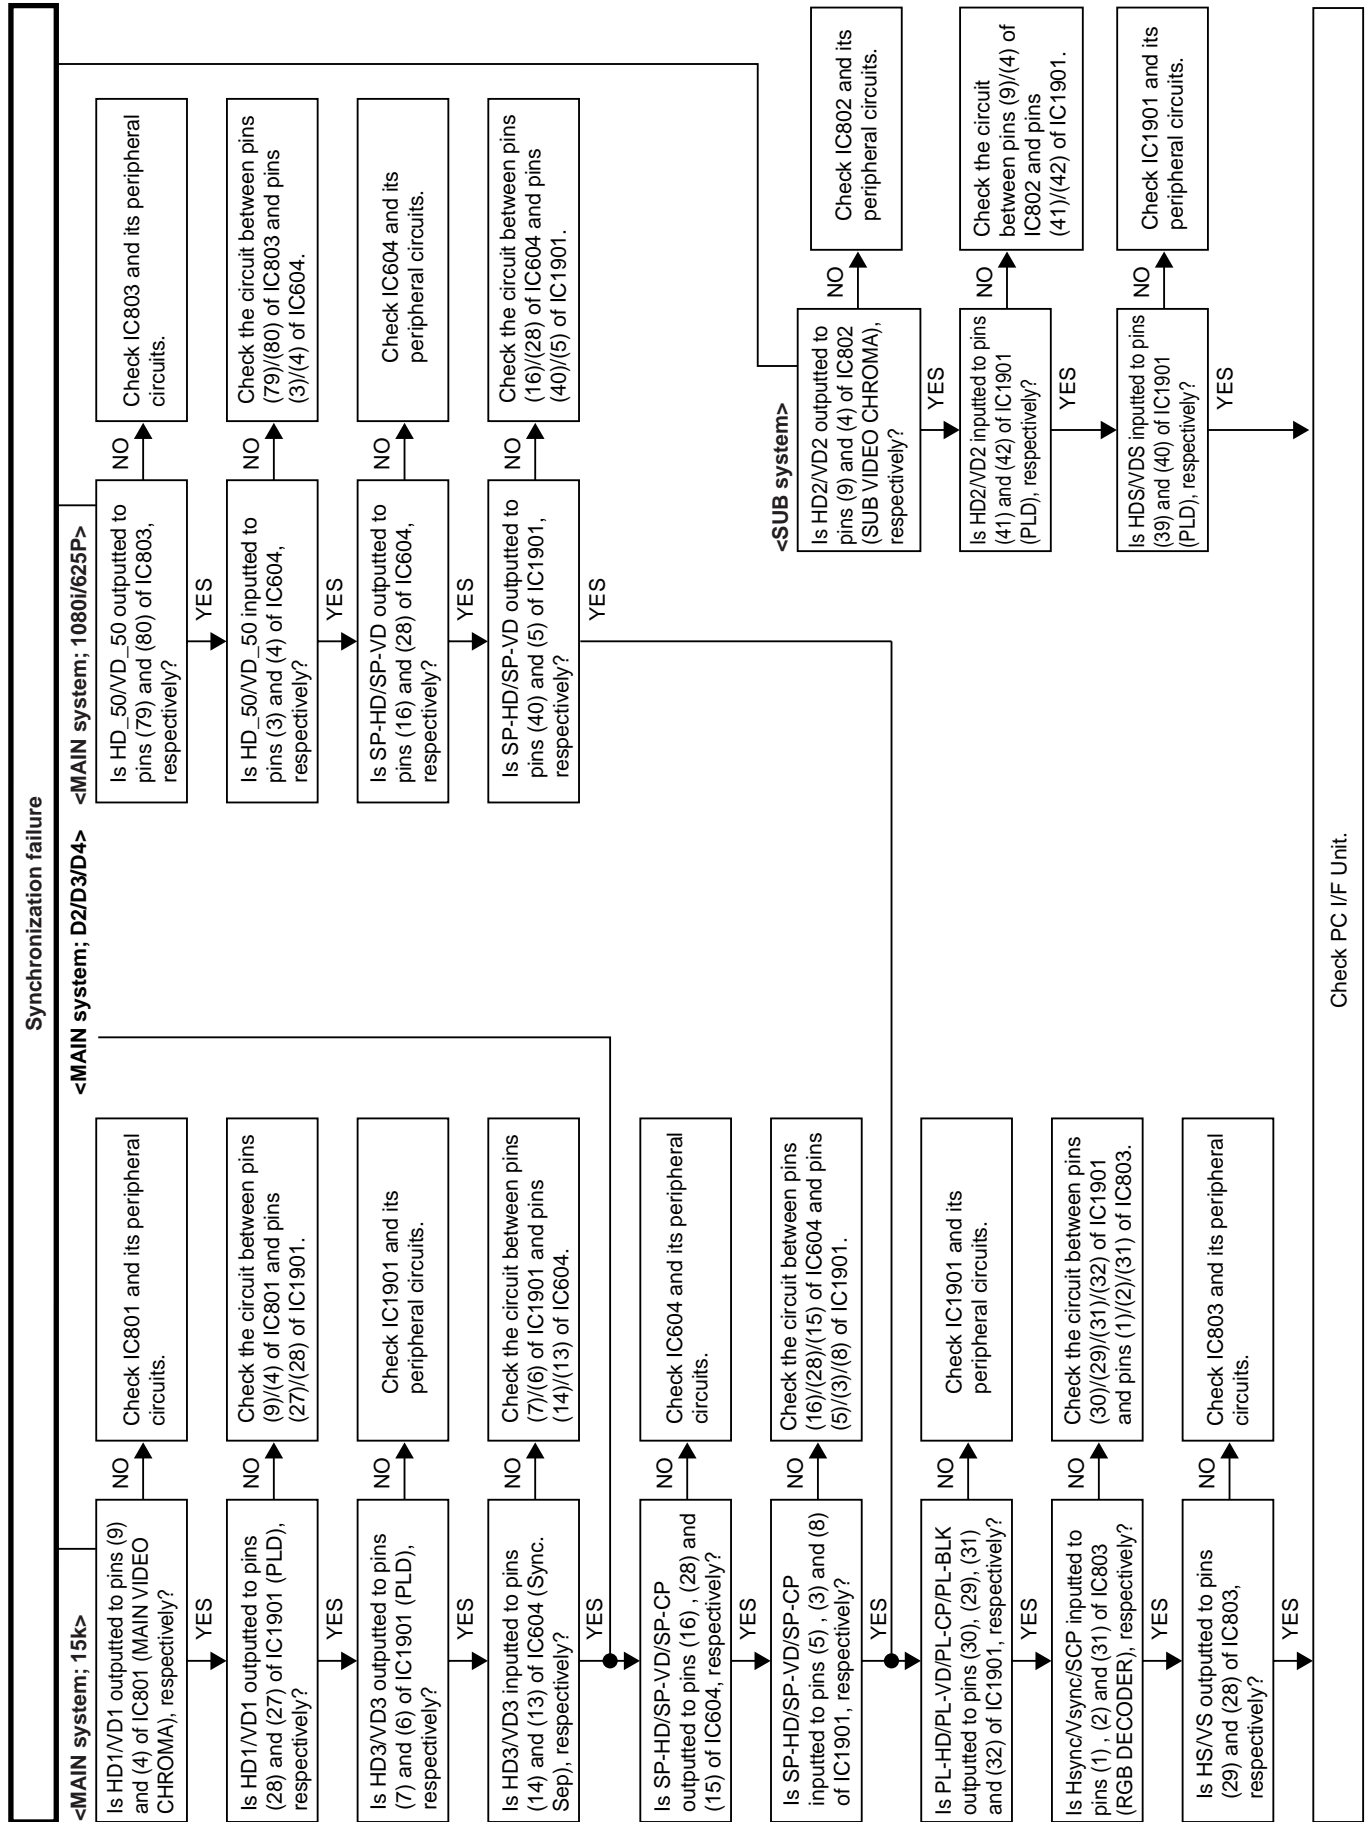 Synchronization failure
<MAIN system; 15k>
Is HD1/VD1 outputted to pins (9)
and (4) of IC801 (MAIN VIDEO
CHROMA), respectively?
NO
Check IC801 and its peripheral
circuits.
YES
Is HD1/VD1 outputted to pins
(28) and (27) of IC1901 (PLD),
respectively?
NO
Check the circuit between pins
(9)/(4) of IC801 and pins
(27)/(28) of IC1901.
YES
Is HD3/VD3 outputted to pins
(7) and (6) of IC1901 (PLD),
respectively?
NO
Check IC1901 and its
peripheral circuits.
YES
Is HD3/VD3 inputted to pins
(14) and (13) of IC604 (Sync.
Sep), respectively?
NO
Check the circuit between pins
(7)/(6) of IC1901 and pins
(14)/(13) of IC604.
YES
<MAIN system; D2/D3/D4>
Is SP-HD/SP-VD/SP-CP
outputted to pins (16) , (28) and
(15) of IC604, respectively?
NO
Check IC604 and its peripheral
circuits.
YES
Is SP-HD/SP-VD/SP-CP
inputted to pins (5) , (3) and (8)
of IC1901, respectively?
NO
Check the circuit between pins
(16)/(28)/(15) of IC604 and pins
(5)/(3)/(8) of IC1901.
YES
Is PL-HD/PL-VD/PL-CP/PL-BLK
outputted to pins (30), (29), (31)
and (32) of IC1901, respectively?
NO
Check IC1901 and its
peripheral circuits.
YES
Is Hsync/Vsync/SCP inputted to
pins (1) , (2) and (31) of IC803
(RGB DECODER), respectively?
NO
Check the circuit between pins
(30)/(29)/(31)/(32) of IC1901
and pins (1)/(2)/(31) of IC803.
YES
Is HS/VS outputted to pins
(29) and (28) of IC803,
respectively?
NO
Check IC803 and its peripheral
circuits.
YES
<MAIN system; 1080i/625P>
Is HD_50/VD_50 outputted to
pins (79) and (80) of IC803,
respectively?
NO
Check IC803 and its peripheral
circuits.
YES
Is HD_50/VD_50 inputted to
pins (3) and (4) of IC604,
respectively?
NO
Check the circuit between pins
(79)/(80) of IC803 and pins
(3)/(4) of IC604.
YES
Is SP-HD/SP-VD outputted to
pins (16) and (28) of IC604,
respectively?
NO
Check IC604 and its
peripheral circuits.
YES
Is SP-HD/SP-VD outputted to
pins (40) and (5) of IC1901,
respectively?
NO
Check the circuit between pins
(16)/(28) of IC604 and pins
(40)/(5) of IC1901.
YES
<SUB system>
Is HD2/VD2 outputted to
pins (9) and (4) of IC802
(SUB VIDEO CHROMA),
respectively?
NO
Check IC802 and its
peripheral circuits.
YES
Is HD2/VD2 inputted to pins
(41) and (42) of IC1901
(PLD), respectively?
NO
Check the circuit
between pins (9)/(4) of
IC802 and pins
(41)/(42) of IC1901.
YES
Is HDS/VDS inputted to pins
(39) and (40) of IC1901
(PLD), respectively?
NO
Check IC1901 and its
peripheral circuits.
YES
Check PC I/F Unit.